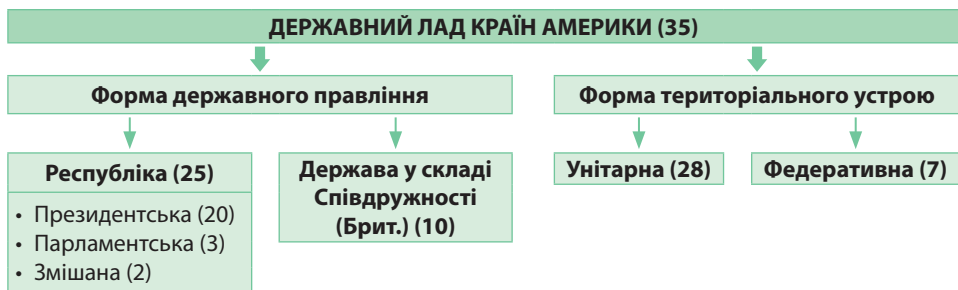 ДЕРЖАВНИЙ ЛАД КРАЇН АМЕРИКИ (35)
Форма державного правління
Форма територіального устрою
Республіка (25)
• Президентська (20)
• Парламентська (3)
• Змішана (2)
Держава у складі
Співдружності
(Брит.) (10)
Унітарна (28)
Федеративна (7)